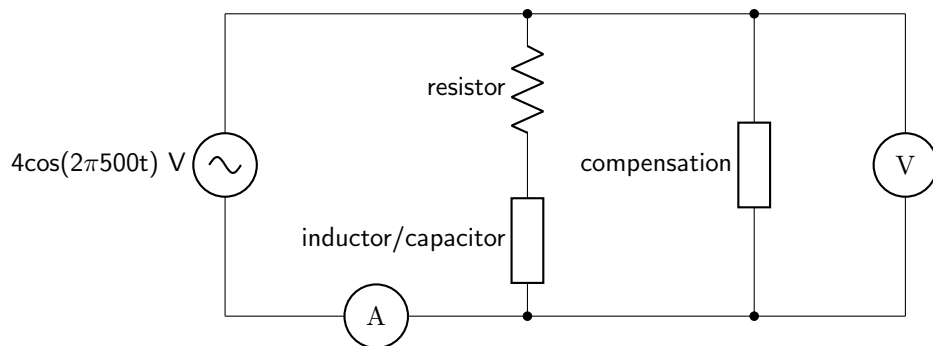 resistor
4cos(2π500t) V
compensation
V
inductor/capacitor
A